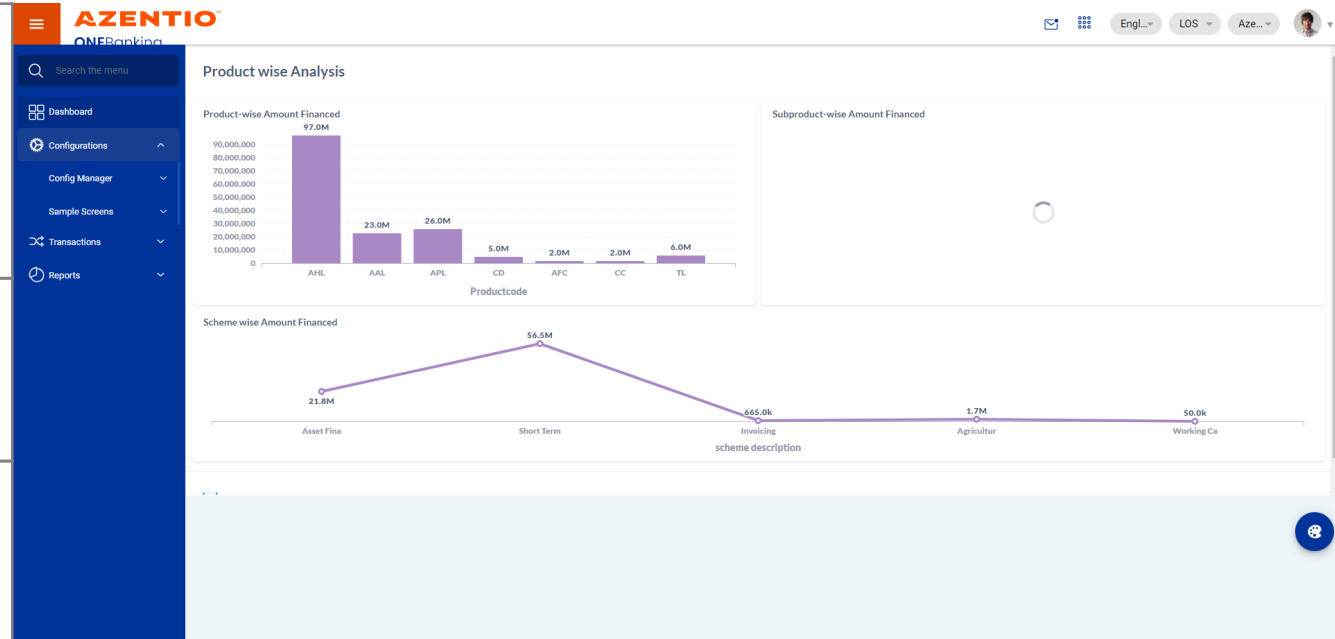 AZENTIO
ONEBanking
Engl...
LOS
Aze...
Search the menu
Dashboard
Configurations
Config Manager
Sample Screens
Transactions
Reports
Product wise Analysis
Product-wise Amount Financed
97.0M
90,000,000
80,000,000
70,000,000
60,000,000
50,000,000
40,000,000
30,000,000
20,000,000
10,000,000
0
23.0M
26.0M
5.0M
2.0M
2.0M
6.0M
AHL
AAL
APL
CD
AFC
CC
TL
Productcode
Subproduct-wise Amount Financed
Scheme wise Amount Financed
21.8M
56.5M
665.0k
1.7M
50.0k
Asset Fina
Short Term
Invoicing
Agricultur
Working Ca
scheme description